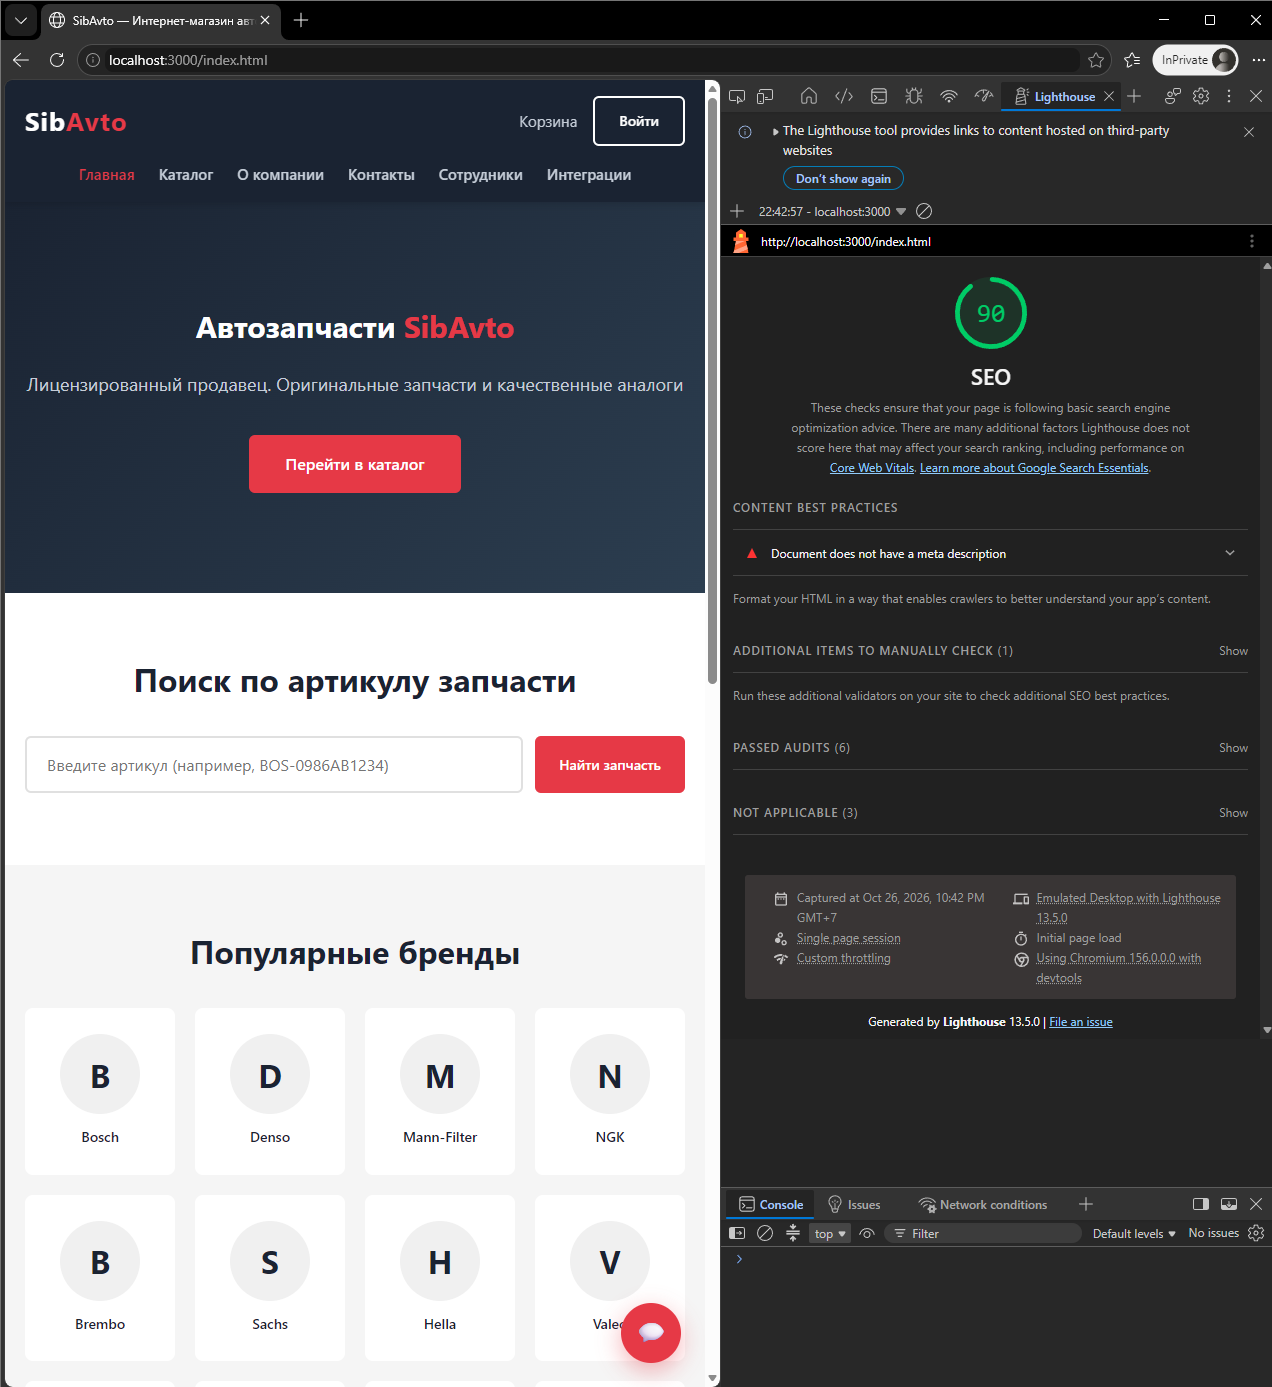 SibAvto — Интернет-магазин авт
localhost:3000/index.html
InPrivate
SibAvto
Корзина
Войти
Главная
Каталог
О компании
Контакты
Сотрудники
Интеграции
Автозапчасти SibAvto
Лицензированный продавец. Оригинальные запчасти и качественные аналоги
Перейти в каталог
Поиск по артикулу запчасти
Введите артикул (например, BOS-0986AB1234)
Найти запчасть
Популярные бренды
B
D
M
N
Bosch
Denso
Mann-Filter
NGK
B
S
H
V
Brembo
Sachs
Hella
Lighthouse
The Lighthouse tool provides links to content hosted on third-party
websites
Don't show again
22:42:57 - localhost:3000
http://localhost:3000/index.html
90
SEO
These checks ensure that your page is following basic search engine
optimization advice. There are many additional factors Lighthouse does not
score here that may affect your search ranking, including performance on
Core Web Vitals. Learn more about Google Search Essentials.
CONTENT BEST PRACTICES
Document does not have a meta description
Format your HTML in a way that enables crawlers to better understand your app's content.
ADDITIONAL ITEMS TO MANUALLY CHECK (1)
Show
Run these additional validators on your site to check additional SEO best practices.
PASSED AUDITS (6)
Show
NOT APPLICABLE (3)
Show
Captured at Oct 26, 2026, 10:42 PM
GMT+7
Single page session
Custom throttling
Emulated Desktop with Lighthouse
13.5.0
Initial page load
Using Chromium 156.0.0.0 with
devtools
Generated by Lighthouse 13.5.0 | File an issue
Console
Issues
Network conditions
top
Filter
Default levels
No issues